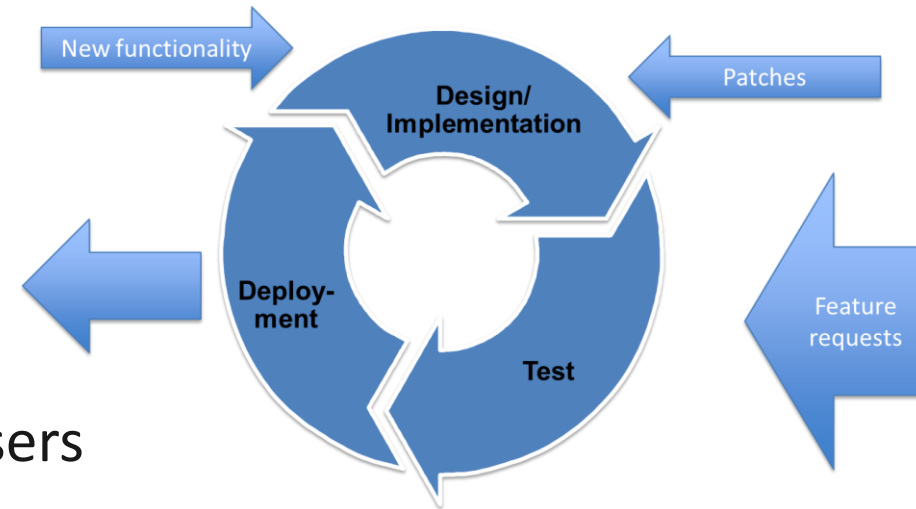 New functionality
Design/
Implementation
Patches
Deploy-
ment
Feature
requests
Test
sers